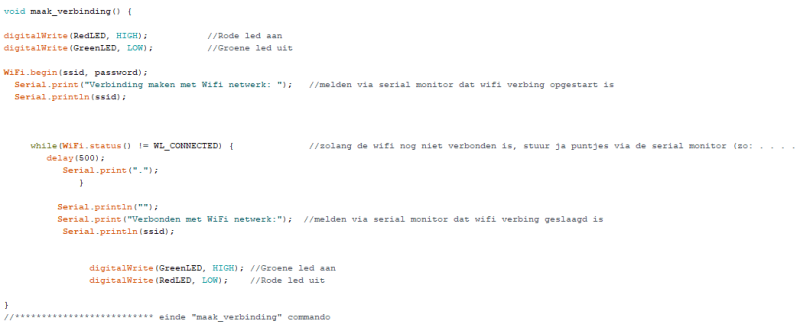 void maak_verbinding() {
digitalWrite(RedLED, HIGH); //Rode led aan
digitalWrite(GreenLED, LOW); //Groene led uit
WiFi.begin(ssid, password);
Serial.print("Verbinding maken met Wifi netwerk: "); //melden via serial monitor dat wifi verbing opgestart is
Serial.println(ssid);
while(WiFi.status() != WL_CONNECTED) { //zolang de wifi nog niet verbonden is, stuur ja puntjes via de serial monitor (zo: . . . .
delay(500);
Serial.print(".");
}
Serial.println("");
Serial.print("Verbonden met WiFi netwerk:"); //melden via serial monitor dat wifi verbing geslaagd is
Serial.println(ssid);
digitalWrite(GreenLED, HIGH); //Groene led aan
digitalWrite(RedLED, LOW); //Rode led uit
}
//************************** einde "maak_verbinding" commando